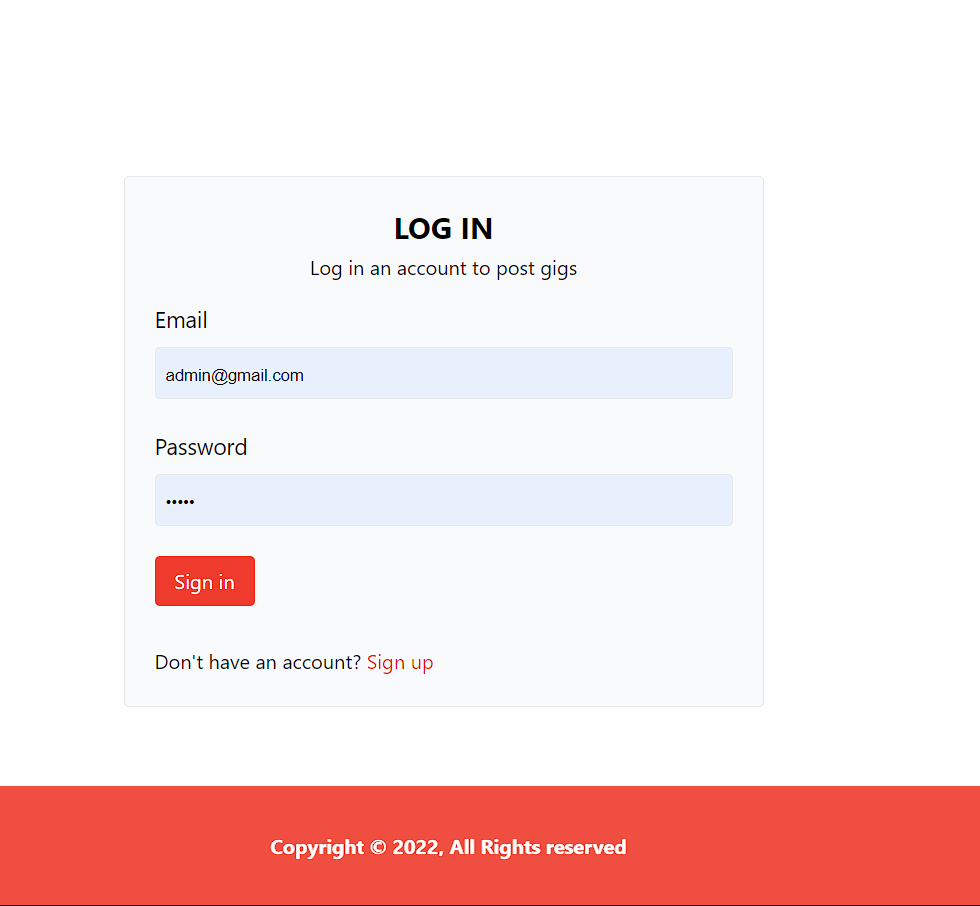 LOG IN
Log in an account to post gigs
Email
admin@gmail.com
Password
•••••
Sign in
Don't have an account? Sign up
Copyright © 2022, All Rights reserved